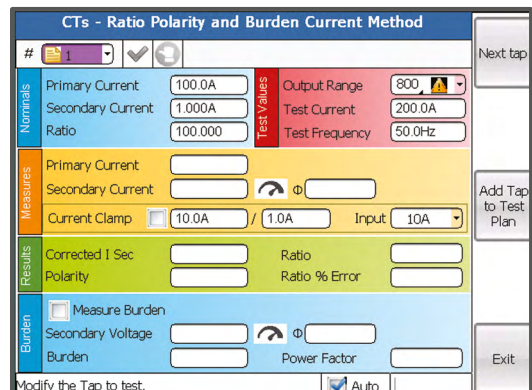 CTs - Ratio Polarity and Burden Current Method
# 1
Next tap
Nominals
Primary Current 100.0A
Secondary Current 1.000A
Ratio 100.000
Test Values
Output Range 800
Test Current 200.0A
Test Frequency 50.0Hz
Measures
Primary Current
Secondary Current Φ
Current Clamp 10.0A / 1.0A Input 10A
Add Tap
to Test
Plan
Results
Corrected I Sec Ratio
Polarity Ratio % Error
Burden
Measure Burden
Secondary Voltage Φ
Burden Power Factor
Exit
Modify the Tap to test. Auto